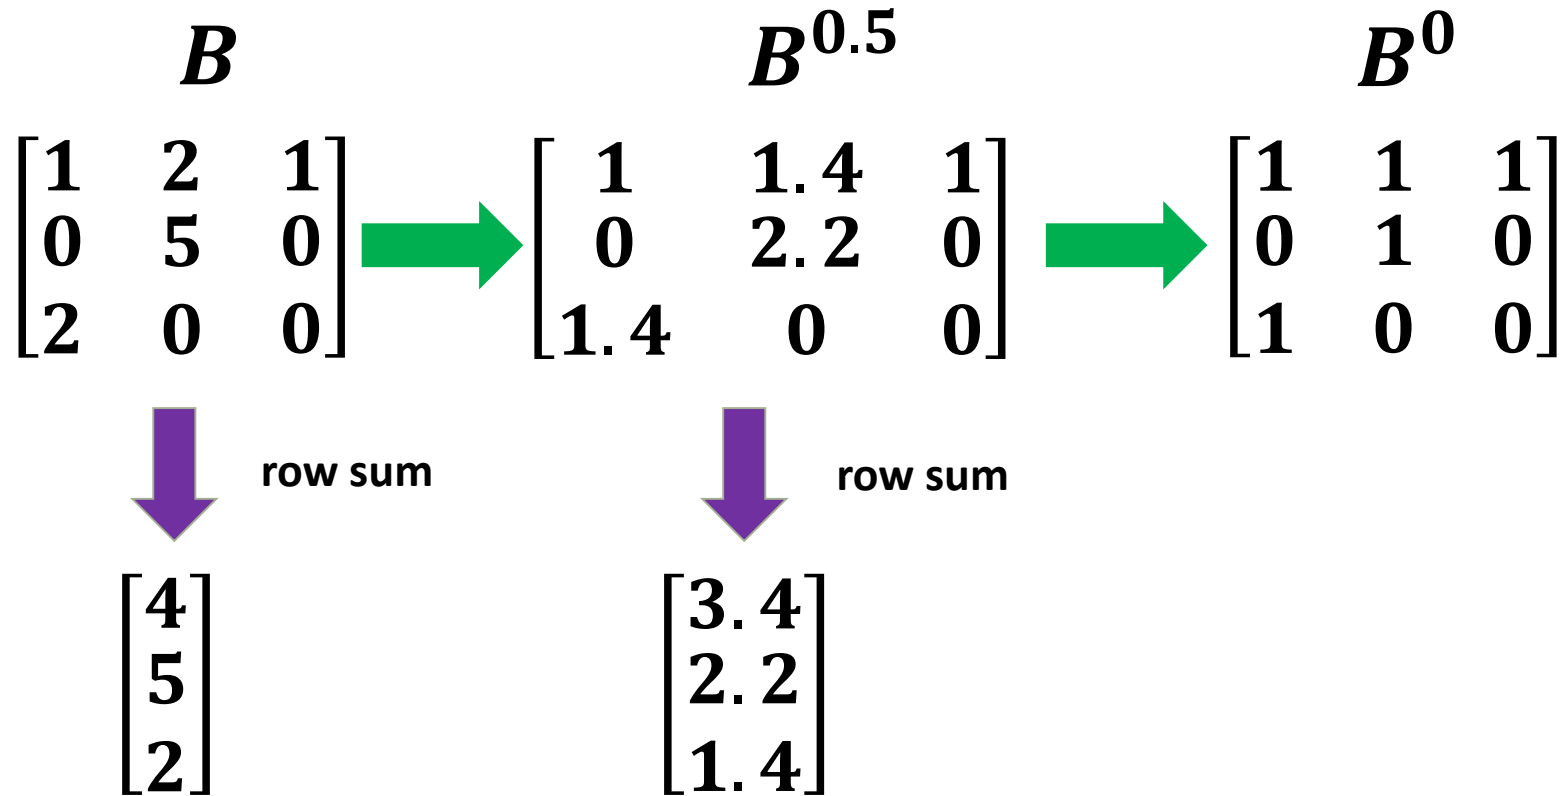 B B^0.5 B^0
[1 2 1] [1 1.4 1] [1 1 1]
[0 5 0] [0 2.2 0] [0 1 0]
[2 0 0] [1.4 0 0] [1 0 0]
row sum row sum
[4] [3.4]
[5] [2.2]
[2] [1.4]